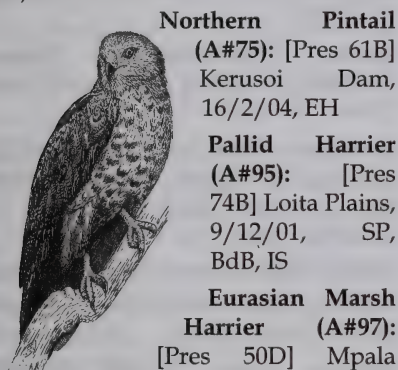 Northern Pintail
(A#75): [Pres 61B]
Kerusoi Dam,
16/2/04, EH
Pallid Harrier
(A#95): [Pres
74B] Loita Plains,
9/12/01, SP,
BdB, IS
Eurasian Marsh
Harrier (A#97):
[Pres 50D] Mpala